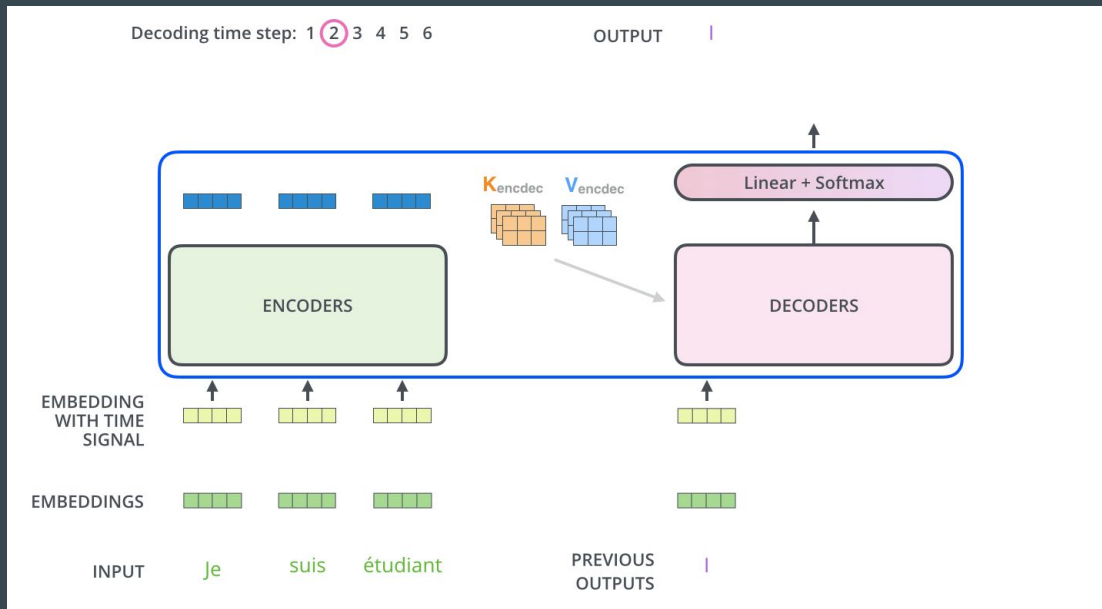 Decoding time step: 1 2 3 4 5 6
OUTPUT I
Kencdec Vencdec
Linear + Softmax
ENCODERS
DECODERS
EMBEDDING
WITH TIME
SIGNAL
EMBEDDINGS
INPUT Je suis étudiant
PREVIOUS
OUTPUTS
I